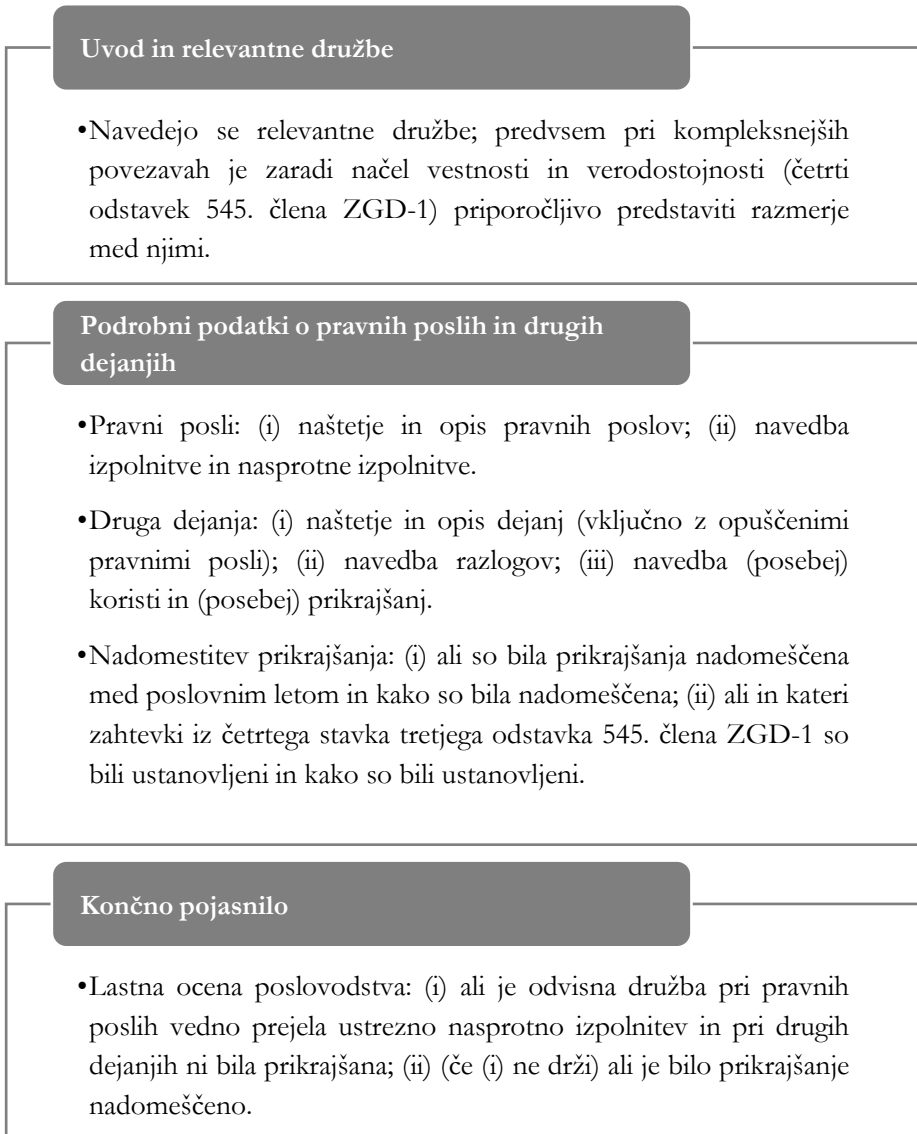 Uvod in relevantne družbe
•Navedejo se relevantne družbe; predvsem pri kompleksnejših
povezavah je zaradi načel vestnosti in verodostojnosti (četrti
odstavek 545. člena ZGD-1) priporočljivo predstaviti razmerje
med njimi.
Podrobni podatki o pravnih poslih in drugih
dejanjih
•Pravni posli: (i) naštetje in opis pravnih poslov; (ii) navedba
izpolnitve in nasprotne izpolnitve.
•Druga dejanja: (i) naštetje in opis dejanj (vključno z opuščenimi
pravnimi posli); (ii) navedba razlogov; (iii) navedba (posebej)
koristi in (posebej) prikrajšanj.
•Nadomestitev prikrajšanja: (i) ali so bila prikrajšanja nadomeščena
med poslovnim letom in kako so bila nadomeščena; (ii) ali in kateri
zahtevki iz četrtega stavka tretjega odstavka 545. člena ZGD-1 so
bili ustanovljeni in kako so bili ustanovljeni.
Končno pojasnilo
•Lastna ocena poslovodstva: (i) ali je odvisna družba pri pravnih
poslih vedno prejela ustrezno nasprotno izpolnitev in pri drugih
dejanjih ni bila prikrajšana; (ii) (če (i) ne drži) ali je bilo prikrajšanje
nadomeščeno.